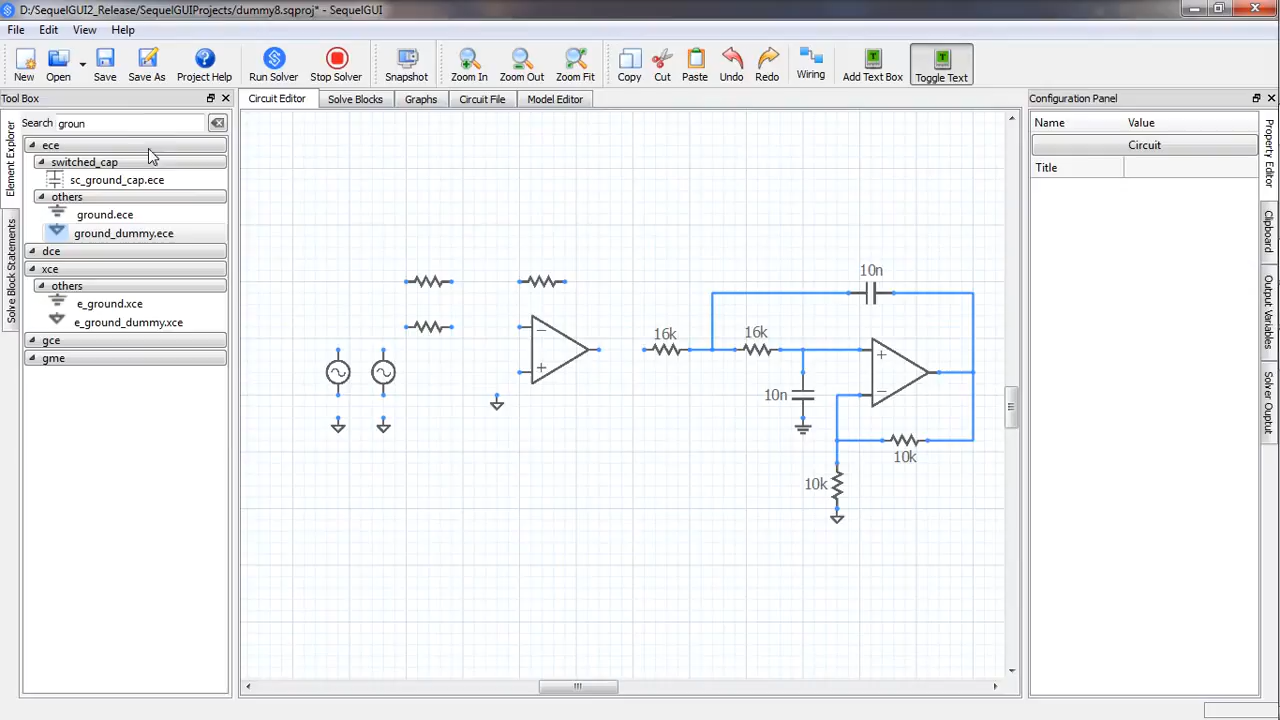 D:/SequelGUI2_Release/SequelGUIProjects/dummy8.sqproj* - SequelGUI
File Edit View Help
New Open Save Save As Project Help Run Solver Stop Solver Snapshot Zoom In Zoom Out Zoom Fit Copy Cut Paste Undo Redo Wiring Add Text Box Toggle Text
Tool Box
Circuit Editor Solve Blocks Graphs Circuit File Model Editor
Configuration Panel
Element Explorer
Solve Block Statements
Search groun
ece
switched_cap
sc_ground_cap.ece
others
ground.ece
ground_dummy.ece
dce
xce
others
e_ground.xce
e_ground_dummy.xce
gce
gme
10n
16k
16k
10n
10k
10k
Name Value
Circuit
Title
Property Editor
Clipboard
Output Variables
Solver Output